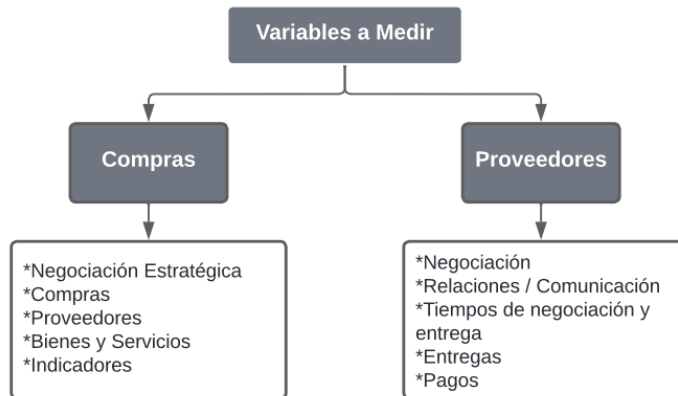 Variables a Medir
Compras
Proveedores
*Negociación Estratégica
*Compras
*Proveedores
*Bienes y Servicios
*Indicadores
*Negociación
*Relaciones / Comunicación
*Tiempos de negociación y
entrega
*Entregas
*Pagos